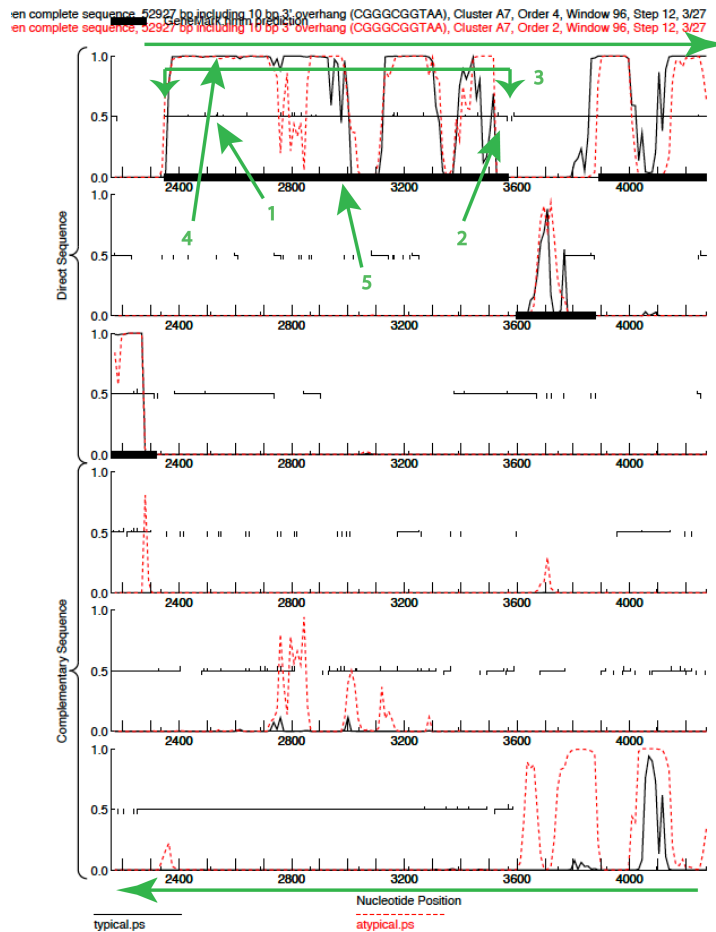 een complete sequence, 52927 bp including 10 bp 3' overhang (CGGGCGGTAA), Cluster A7, Order 4, Window 96, Step 12, 3/27
een complete sequence, 52927 bp including 10 bp 3' overhang (CGGGCGGTAA), Cluster A7, Order 2, Window 96, Step 12, 3/27
GeneMark.hmm prediction
1.0
3
0.5
0.0
2400 2800 3200 3600 4000
4 1 5 2
Direct Sequence
0.5
0.0
2400 2800 3200 3600 4000
1.0
0.5
0.0
2400 2800 3200 3600 4000
1.0
0.5
0.0
2400 2800 3200 3600 4000
Complementary Sequence
1.0
0.5
0.0
2400 2800 3200 3600 4000
1.0
0.5
0.0
2400 2800 3200 3600 4000
Nucleotide Position
typical.ps atypical.ps